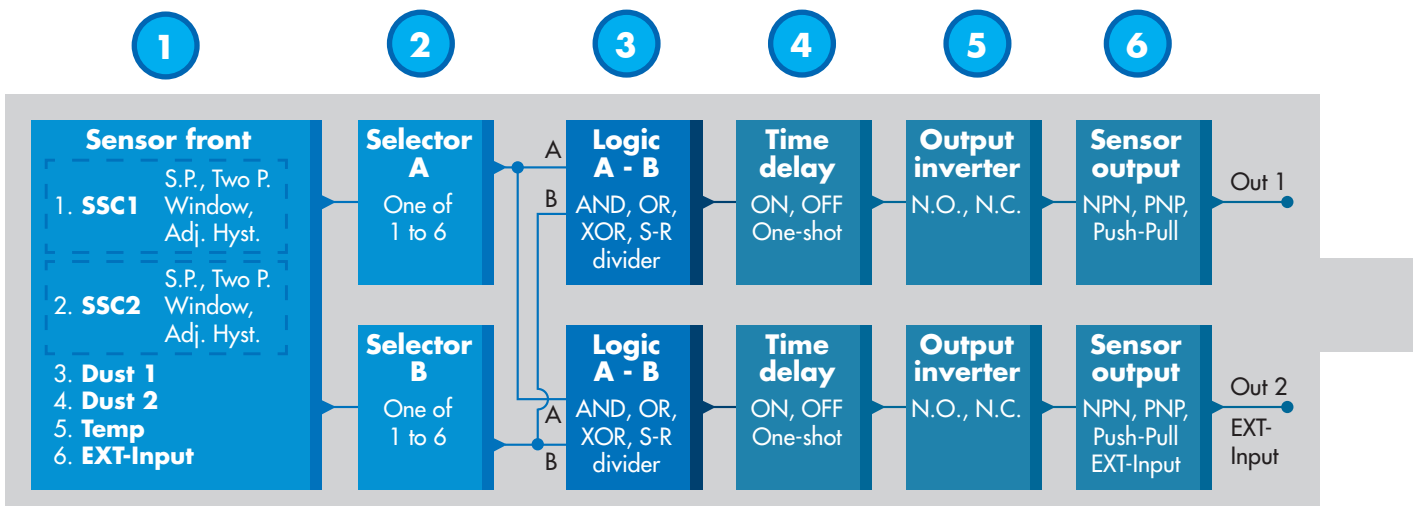 1
2
3
4
5
6
Sensor front
1. SSC1
S.P., Two P.
Window,
Adj. Hyst.
2. SSC2
S.P., Two P.
Window,
Adj. Hyst.
3. Dust 1
4. Dust 2
5. Temp
6. EXT-Input
Selector
A
One of
1 to 6
A
B
Logic
A - B
AND, OR,
XOR, S-R
divider
Time
delay
ON, OFF
One-shot
Output
inverter
N.O., N.C.
Sensor
output
NPN, PNP,
Push-Pull
Out 1
Selector
B
One of
1 to 6
A
B
Logic
A - B
AND, OR,
XOR, S-R
divider
Time
delay
ON, OFF
One-shot
Output
inverter
N.O., N.C.
Sensor
output
NPN, PNP,
Push-Pull
EXT-Input
Out 2
EXT-
Input